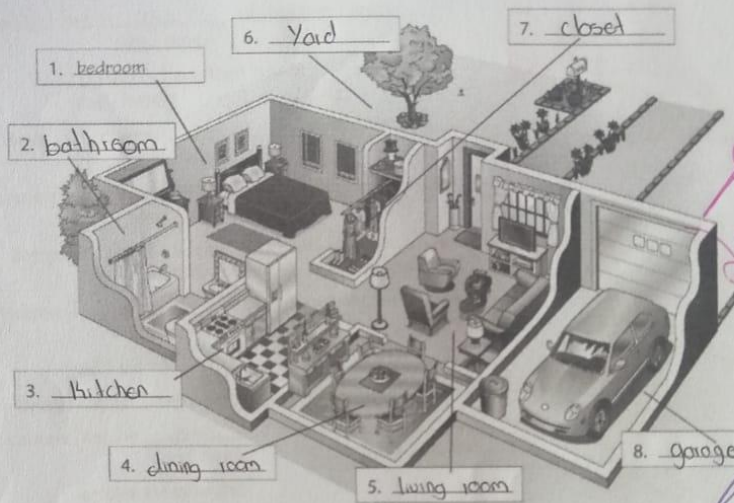 6. Yard
7. closet
1. bedroom
2. bathroom
3. Kitchen
4. dining room
5. living room
8. garage